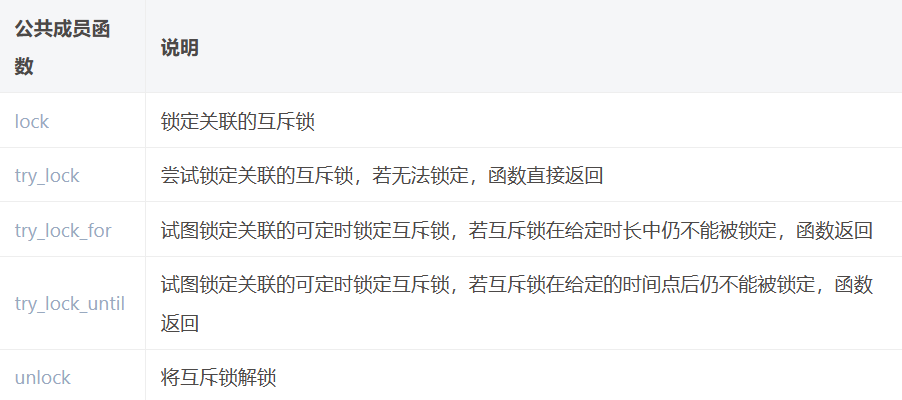 公共成员函
数
说明
lock
锁定关联的互斥锁
try_lock
尝试锁定关联的互斥锁，若无法锁定，函数直接返回
try_lock_for
试图锁定关联的可定时锁定互斥锁，若互斥锁在给定时长中仍不能被锁定，函数返回
try_lock_until
试图锁定关联的可定时锁定互斥锁，若互斥锁在给定的时间点后仍不能被锁定，函数
返回
unlock
将互斥锁解锁